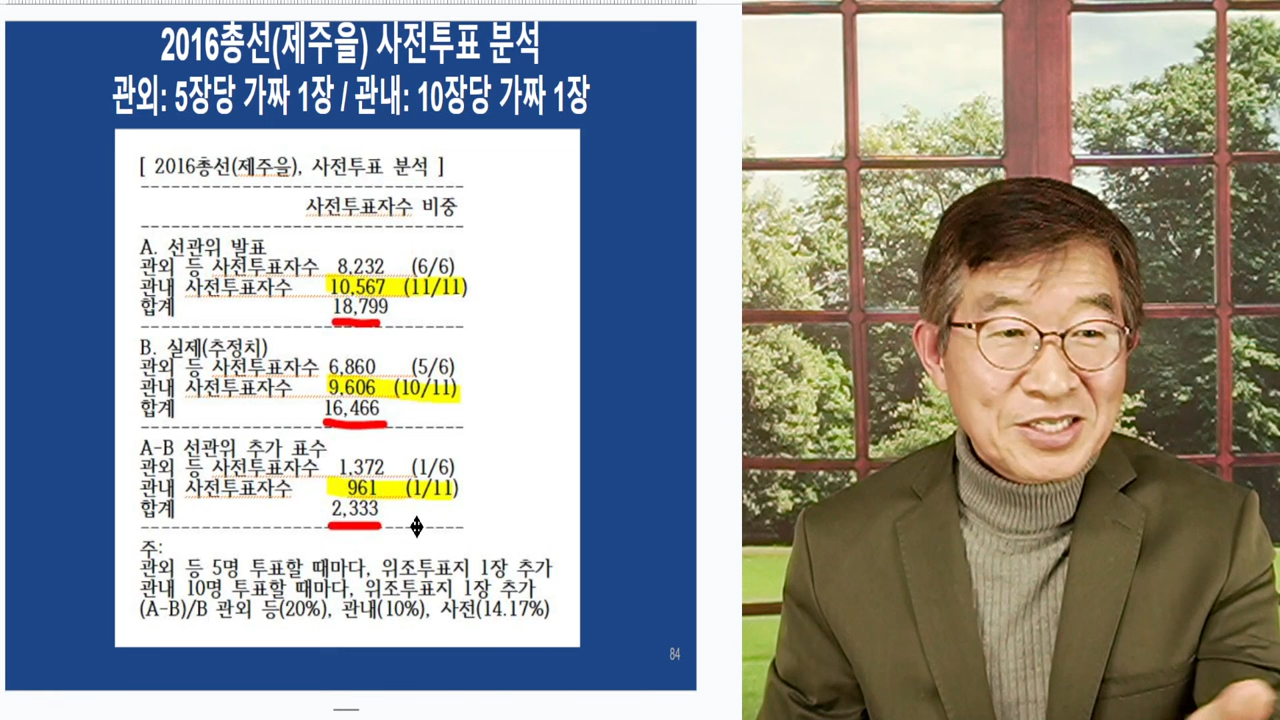 2016총선(제주을) 사전투표 분석
관외: 5장당 가짜 1장 / 관내: 10장당 가짜 1장
[ 2016총선(제주을), 사전투표 분석 ]
사전투표자수 비중
A. 선관위 발표
관외 등 사전투표자수 8,232 (6/6)
관내 사전투표자수 10,567 (11/11)
합계 18,799
B. 실제(추정치)
관외 등 사전투표자수 6,860 (5/6)
관내 사전투표자수 9,606 (10/11)
합계 16,466
A-B 선관위 추가 표수
관외 등 사전투표자수 1,372 (1/6)
관내 사전투표자수 961 (1/11)
합계 2,333
주:
관외 등 5명 투표할 때마다, 위조투표지 1장 추가
관내 10명 투표할 때마다, 위조투표지 1장 추가
(A-B)/B 관외 등(20%), 관내(10%), 사전(14.17%)
84